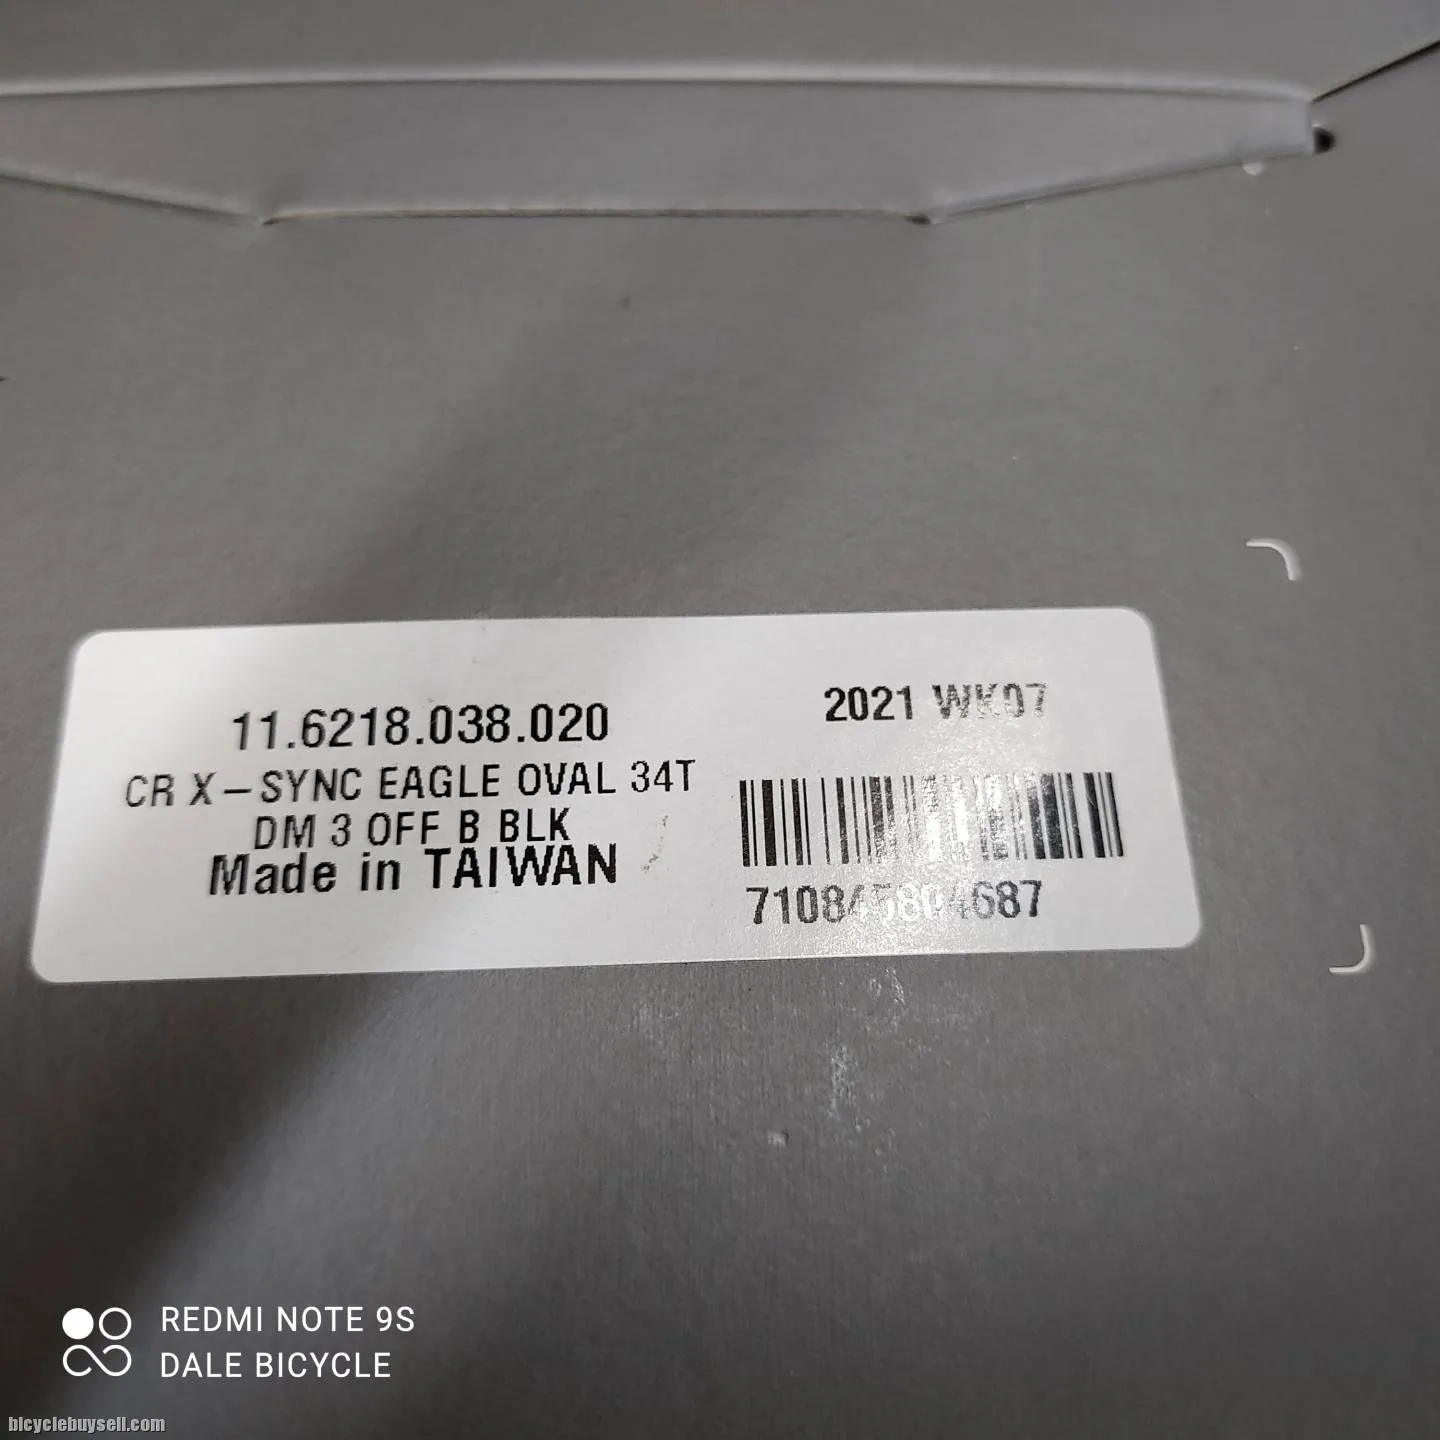 11.6218.038.020
2021 WK07
CR X-SYNC EAGLE OVAL 34T
DM 3 OFF B BLK
Made in TAIWAN
710845804687
REDMI NOTE 9S
DALE BICYCLE
bicyclebuysell.com